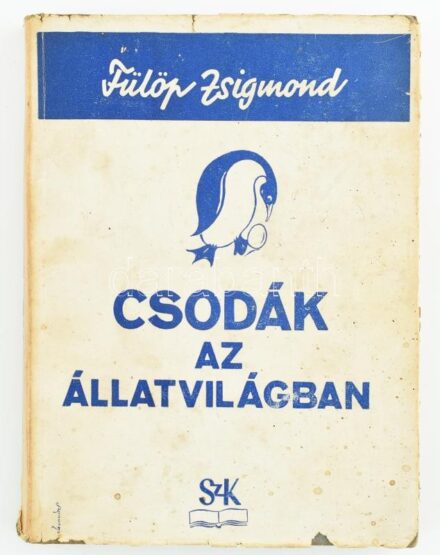 Fülöp Zsigmond
CSODÁK
AZ
ÁLLATVILÁGBAN
SzK